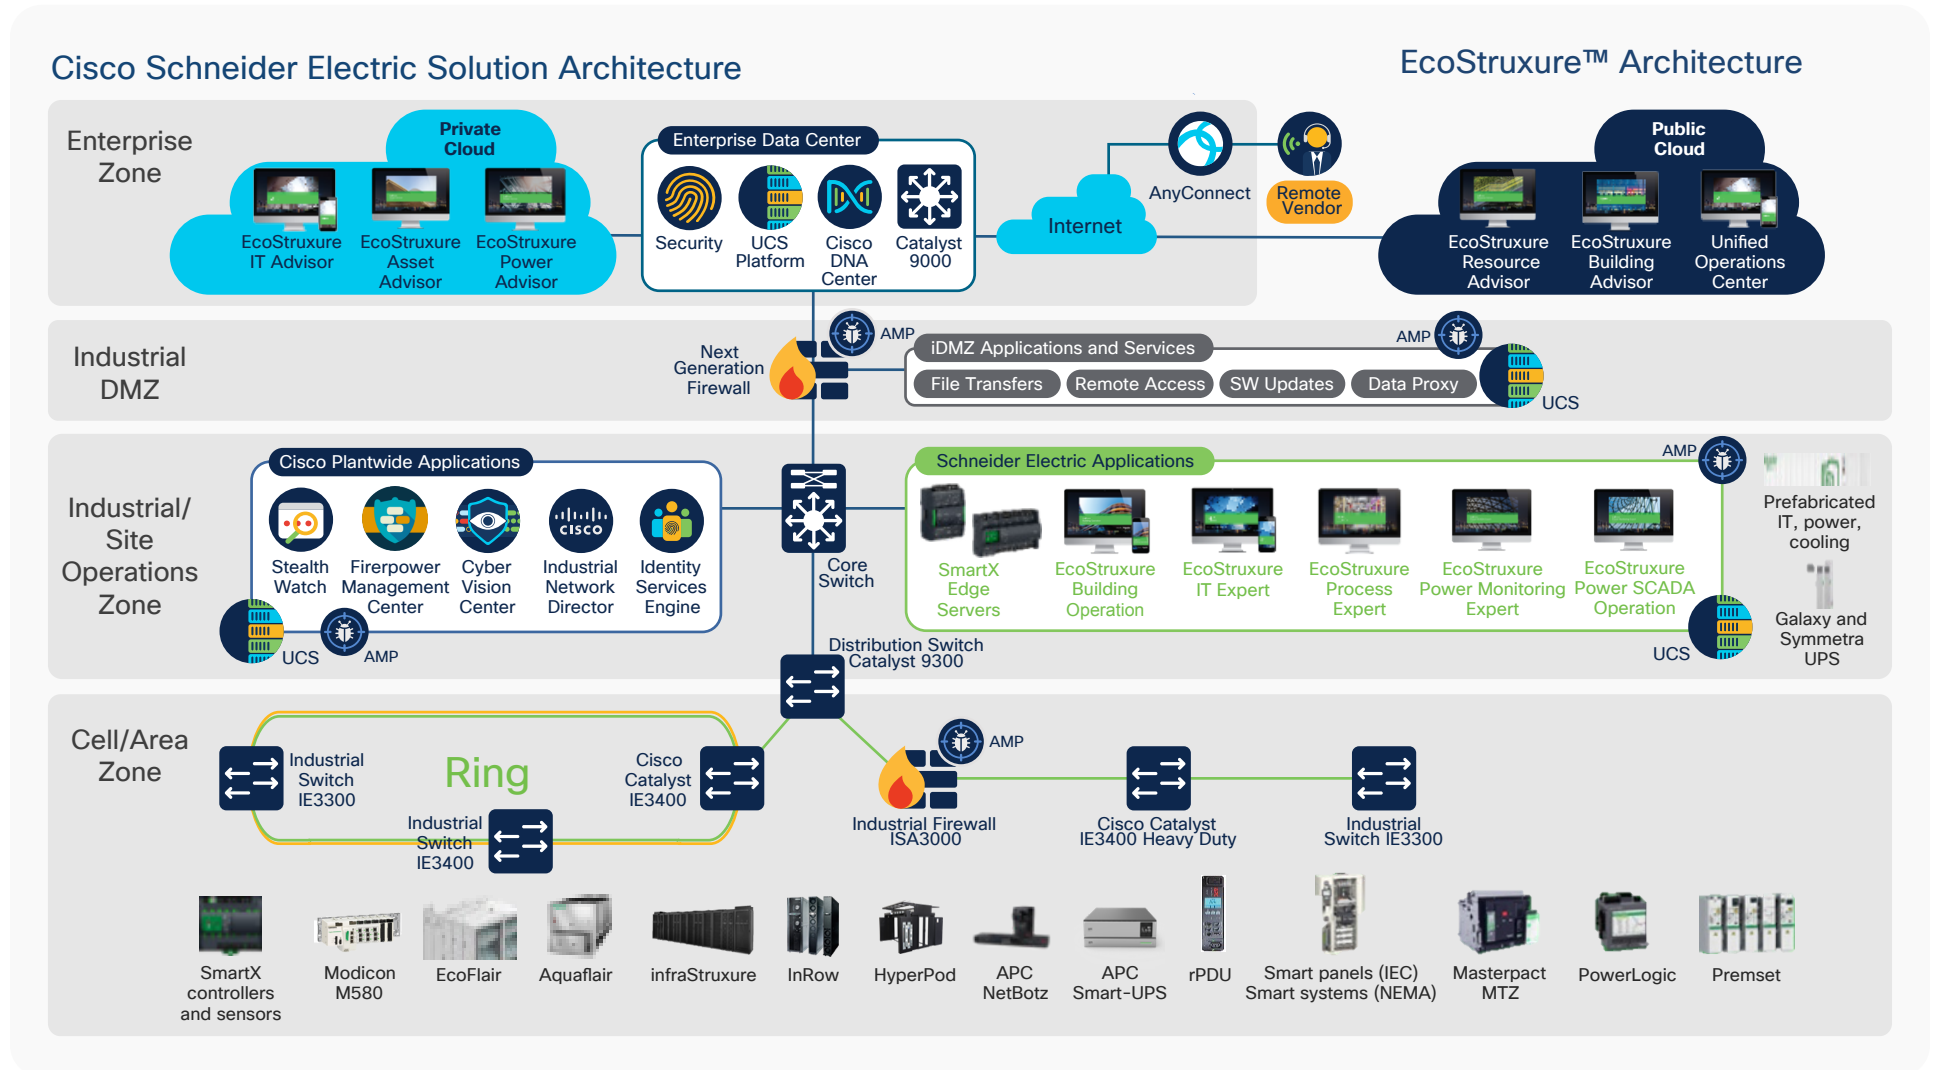 Cisco Schneider Electric Solution Architecture
EcoStruxure™ Architecture
Enterprise
Zone
Private
Cloud
EcoStruxure
IT Advisor
EcoStruxure
Asset
Advisor
EcoStruxure
Power
Advisor
Enterprise Data Center
Security
UCS
Platform
Cisco
DNA
Center
Catalyst
9000
Internet
AnyConnect
Remote
Vendor
Public
Cloud
EcoStruxure
Resource
Advisor
EcoStruxure
Building
Advisor
Unified
Operations
Center
Industrial
DMZ
Next
Generation
Firewall
AMP
iDMZ Applications and Services
File Transfers
Remote Access
SW Updates
Data Proxy
AMP
UCS
Industrial/
Site
Operations
Zone
Cisco Plantwide Applications
Stealth
Watch
Firerpower
Management
Center
Cyber
Vision
Center
CISCO
Industrial
Network
Director
Identity
Services
Engine
UCS
AMP
Core
Switch
Schneider Electric Applications
SmartX
Edge
Servers
EcoStruxure
Building
Operation
EcoStruxure
IT Expert
EcoStruxure
Process
Expert
EcoStruxure
Power Monitoring
Expert
EcoStruxure
Power SCADA
Operation
AMP
UCS
Prefabricated
IT, power,
cooling
Galaxy and
Symmetra
UPS
Distribution Switch
Catalyst 9300
Cell/Area
Zone
Industrial
Switch
IE3300
Ring
Industrial
Switch
IE3400
Cisco
Catalyst
IE3400
AMP
Industrial Firewall
ISA3000
Cisco Catalyst
IE3400 Heavy Duty
Industrial
Switch IE3300
SmartX
controllers
and sensors
Modicon
M580
EcoFlair
Aquaflair
infraStruxure
InRow
HyperPod
APC
NetBotz
APC
Smart-UPS
rPDU
Smart panels (IEC)
Smart systems (NEMA)
Masterpact
MTZ
PowerLogic
Premset